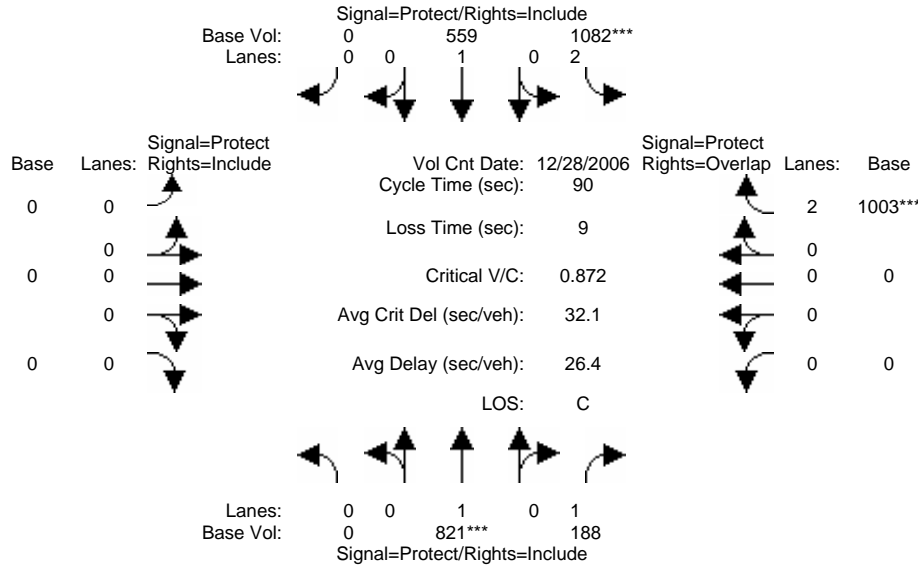 Signal=Protect/Rights=Include
Base Vol: 0 559 1082***
Lanes: 0 0 1 0 2
Signal=Protect Signal=Protect
Base Lanes: Rights=Include Vol Cnt Date: 12/28/2006 Rights=Overlap Lanes: Base
Cycle Time (sec): 90
0 0 2 1003***
Loss Time (sec): 9
0 0
0 0 Critical V/C: 0.872 0 0
0 Avg Crit Del (sec/veh): 32.1 0
0 0 Avg Delay (sec/veh): 26.4 0 0
LOS: C
Lanes: 0 0 1 0 1
Base Vol: 0 821*** 188
Signal=Protect/Rights=Include